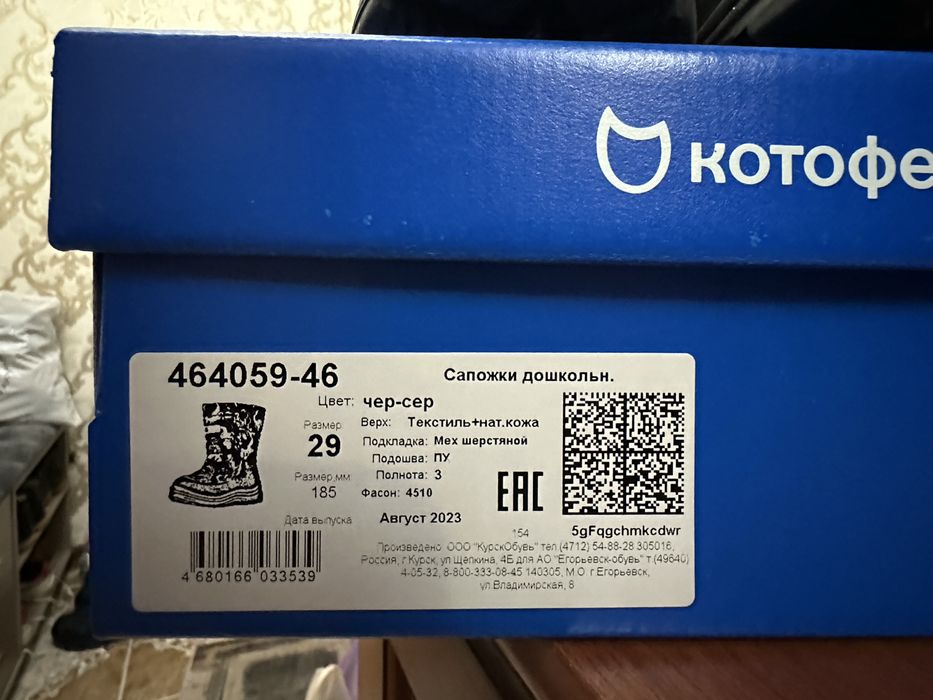 котофе
464059-46
Сапожки дошкольн.
Цвет: чер-сер
Размер
29
Верх: Текстиль+нат.кожа
Подкладка: Мех шерстяной
Подошва: ПУ
Размер,мм
185
Полнота: 3
Фасон: 4510
EAC
Дата выпуска Август 2023
*54
5gFqgchmkcdwr
Произведено: ООО "КурскОбувь" тел.(4712) 54-88-28 305016,
Россия, г.Курск, ул.Щепкина, 4Б для АО "Егорьевск-обувь" т.(49640)
4-05-32, 8-800-333-08-45 140305, М.О. г.Егорьевск,
ул.Владимирская, 8
4 680166 033539